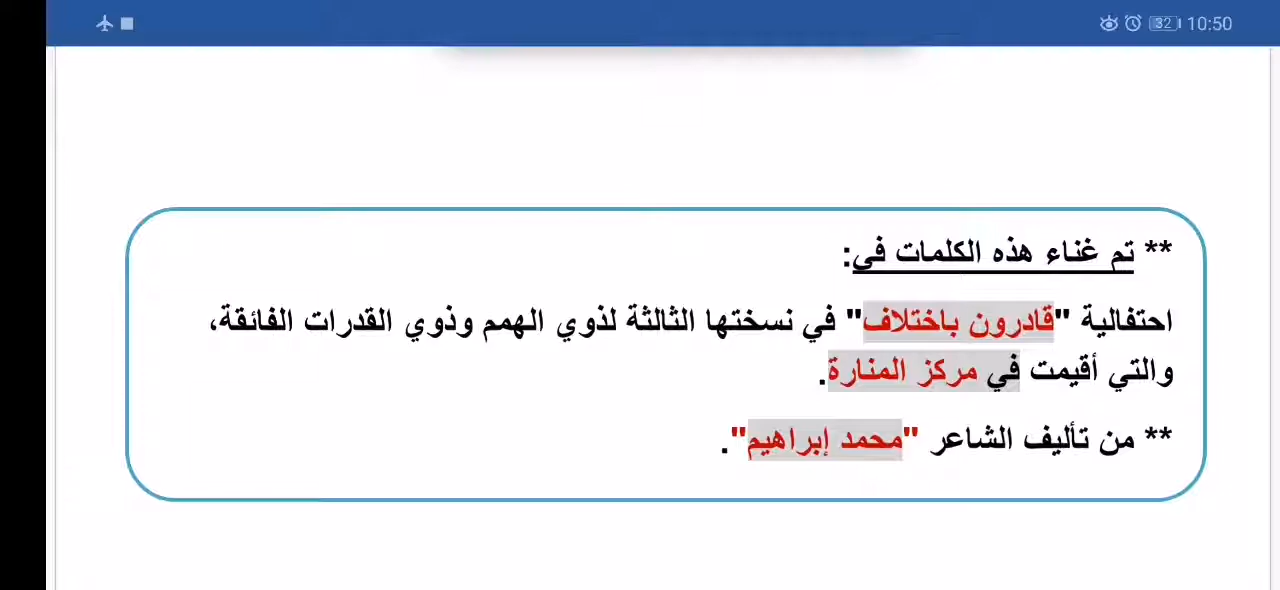 32 10:50
** تم غناء هذه الكلمات في:
احتفالية "قادرون باختلاف" في نسختها الثالثة لذوي الهمم وذوي القدرات الفائقة،
والتي أقيمت في مركز المنارة.
** من تأليف الشاعر "محمد إبراهيم".